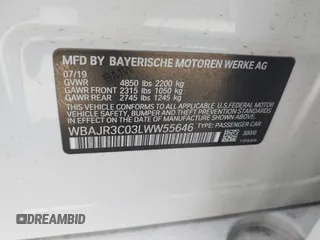 MFD BY BAYERISCHE MOTOREN WERKE AG
07/19
GVWR 4850 lbs 2200 kg
GAWR FRONT 2315 lbs 1050 kg
GAWR REAR 2745 lbs 1245 kg
THIS VEHICLE CONFORMS TO ALL APPLICABLE U.S. FEDERAL MOTOR
VEHICLE SAFETY, BUMPER, AND THEFT PREVENTION STANDARDS IN
EFFECT ON THE DATE OF MANUFACTURE SHOWN ABOVE.
WBAJR3C03LWW55646 TYPE: PASSENGER CAR
DREAMBID